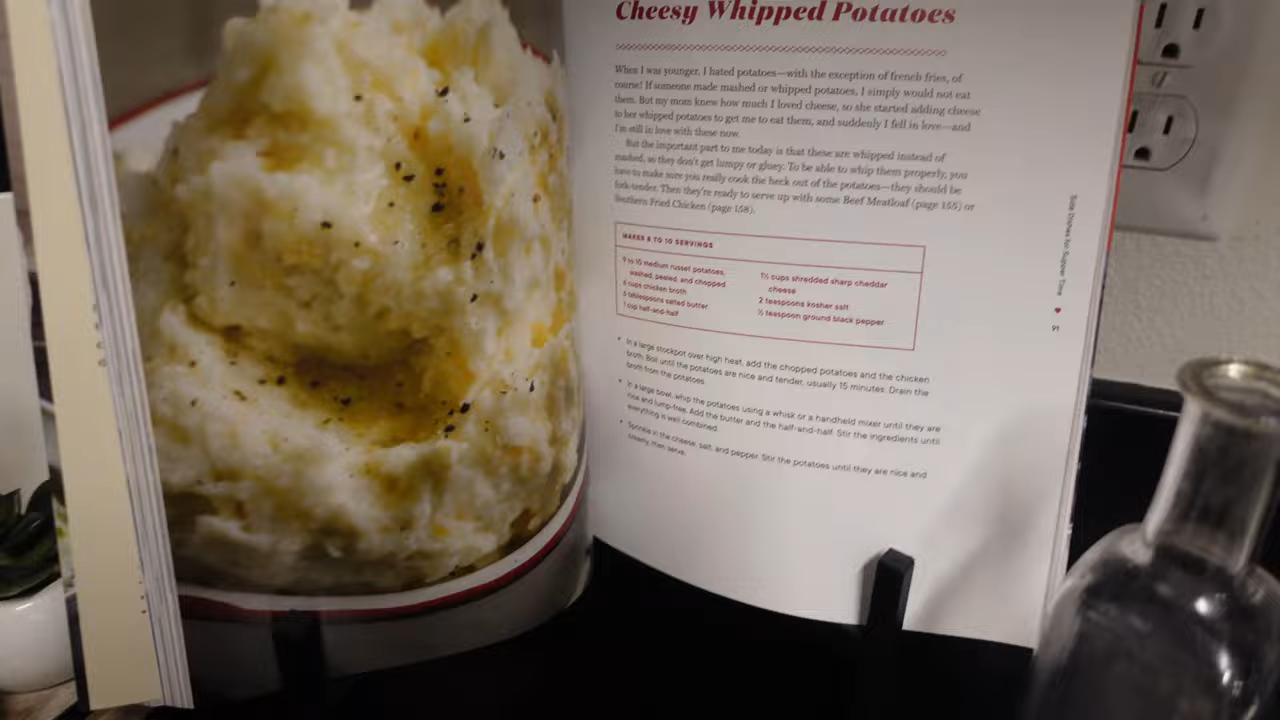 Cheesy Whipped Potatoes
When I was younger, I hated potatoes—with the exception of french fries, of
course! If someone made mashed or whipped potatoes, I simply would not eat
them. But my mom knew how much I loved cheese, so she started adding cheese
to her whipped potatoes to get me to eat them, and suddenly I fell in love—and
I'm still in love with these now.
But the important part to me today is that these are whipped instead of
mashed, so they don't get lumpy or gluey. To be able to whip them properly, you
have to make sure you really cook the heck out of the potatoes—they should be
fork-tender. Then they're ready to serve up with some Beef Meatloaf (page 155) or
Southern Fried Chicken (page 158).
MAKES 8 TO 10 SERVINGS
9 to 10 medium russet potatoes,
washed, peeled, and chopped
6 cups chicken broth
6 tablespoons salted butter
1 cup half-and-half
1½ cups shredded sharp cheddar
cheese
2 teaspoons kosher salt
½ teaspoon ground black pepper
• In a large stockpot over high heat, add the chopped potatoes and the chicken
broth. Boil until the potatoes are nice and tender, usually 15 minutes. Drain the
broth from the potatoes.
• In a large bowl, whip the potatoes using a whisk or a handheld mixer until they are
nice and lump-free. Add the butter and the half-and-half. Stir the ingredients until
everything is well combined.
• Sprinkle in the cheese, salt, and pepper. Stir the potatoes until they are nice and
creamy, then serve.
Side Dishes for Supper Time
91